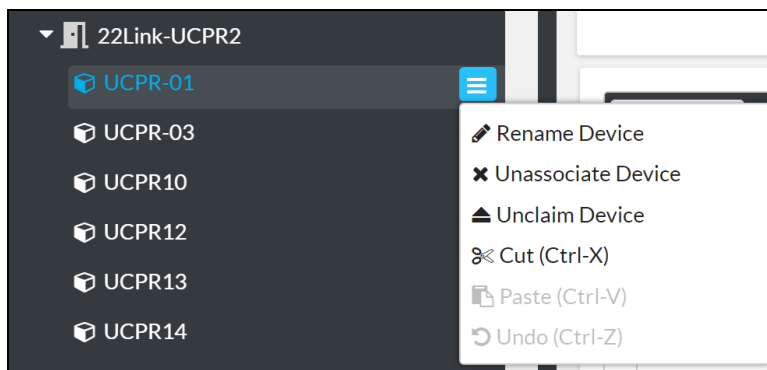 22Link-UCPR2
UCPR-01
UCPR-03
UCPR10
UCPR12
UCPR13
UCPR14
Rename Device
Unassociate Device
Unclaim Device
Cut (Ctrl-X)
Paste (Ctrl-V)
Undo (Ctrl-Z)